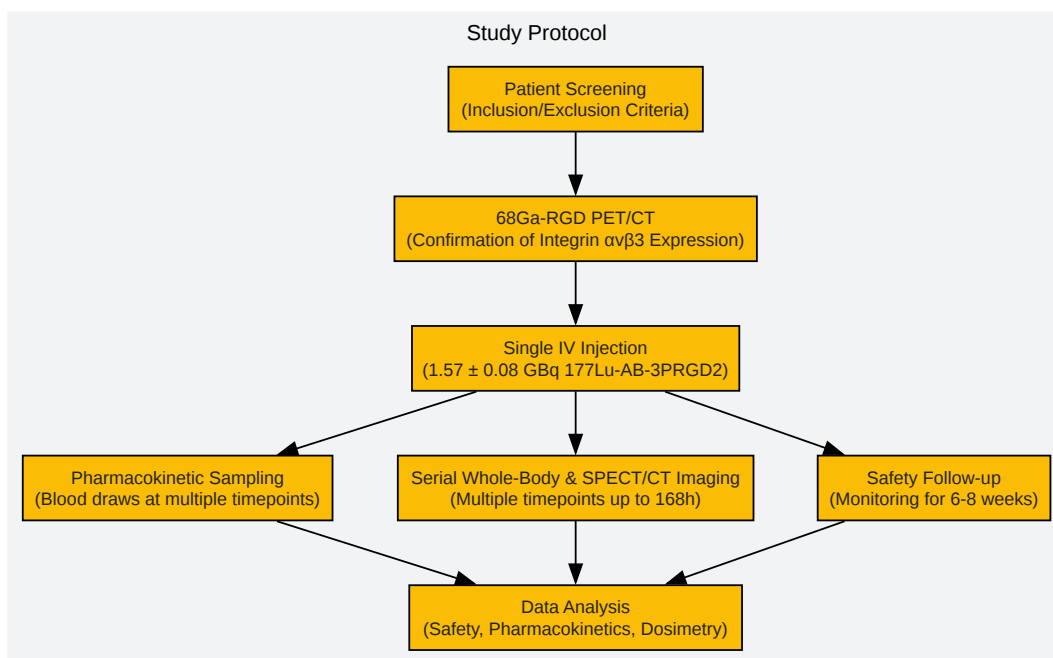 Study Protocol
Patient Screening
(Inclusion/Exclusion Criteria)
68Ga-RGD PET/CT
(Confirmation of Integrin αvβ3 Expression)
Single IV Injection
(1.57 ± 0.08 GBq 177Lu-AB-3PRGD2)
Pharmacokinetic Sampling
(Blood draws at multiple timepoints)
Serial Whole-Body & SPECT/CT Imaging
(Multiple timepoints up to 168h)
Safety Follow-up
(Monitoring for 6-8 weeks)
Data Analysis
(Safety, Pharmacokinetics, Dosimetry)